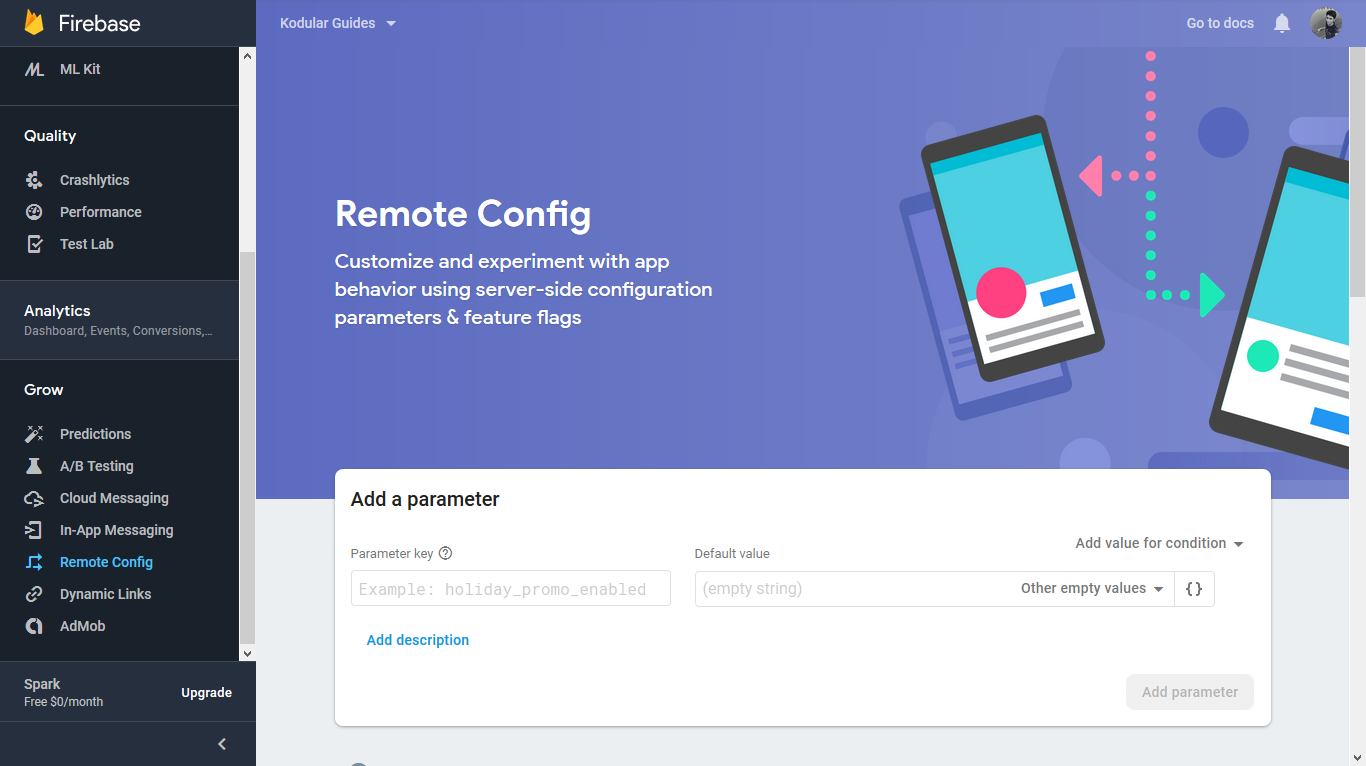 Firebase
Kodular Guides
Go to docs
ML Kit
Quality
Crashlytics
Performance
Test Lab
Analytics
Dashboard, Events, Conversions,...
Grow
Predictions
A/B Testing
Cloud Messaging
In-App Messaging
Remote Config
Dynamic Links
AdMob
Spark
Free $0/month
Upgrade
Remote Config
Customize and experiment with app
behavior using server-side configuration
parameters & feature flags
Add a parameter
Add value for condition
Parameter key
Default value
Example: holiday_promo_enabled
(empty string)
Other empty values
{}
Add description
Add parameter